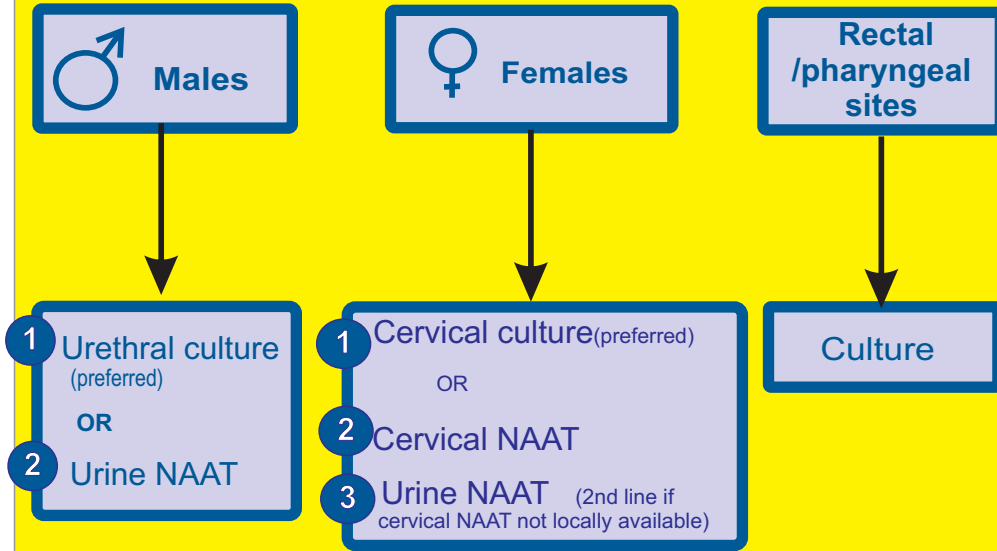 Males
Females
Rectal
/pharyngeal
sites
1
Urethral culture
(preferred)
OR
2
Urine NAAT
1
Cervical culture(preferred)
OR
2
Cervical NAAT
3
Urine NAAT (2nd line if
cervical NAAT not locally available)
Culture